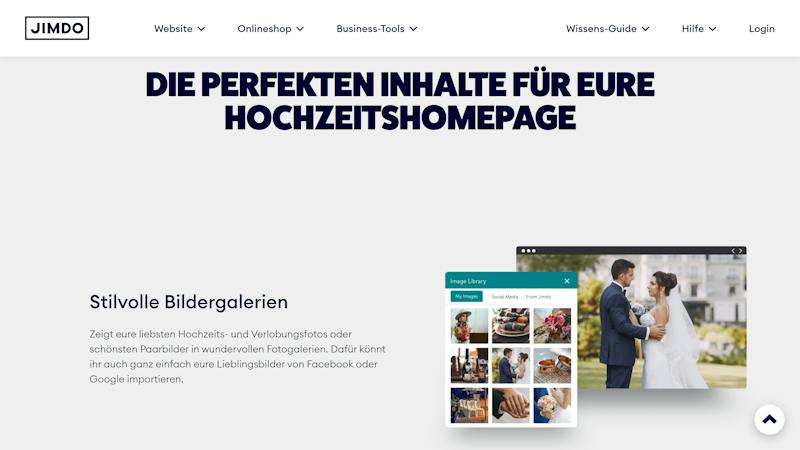 JIMDO
Website
Onlineshop
Business-Tools
Wissens-Guide
Hilfe
Login
DIE PERFEKTEN INHALTE FÜR EURE
HOCHZEITSHOMEPAGE
Stilvolle Bildergalerien
Zeigt eure liebsten Hochzeits- und Verlobungsfotos oder
schönsten Paarbilder in wundervollen Fotogalerien. Dafür könnt
ihr auch ganz einfach eure Lieblingsbilder von Facebook oder
Google importieren.
Image Library
My Images
Social Media
From Jimdo